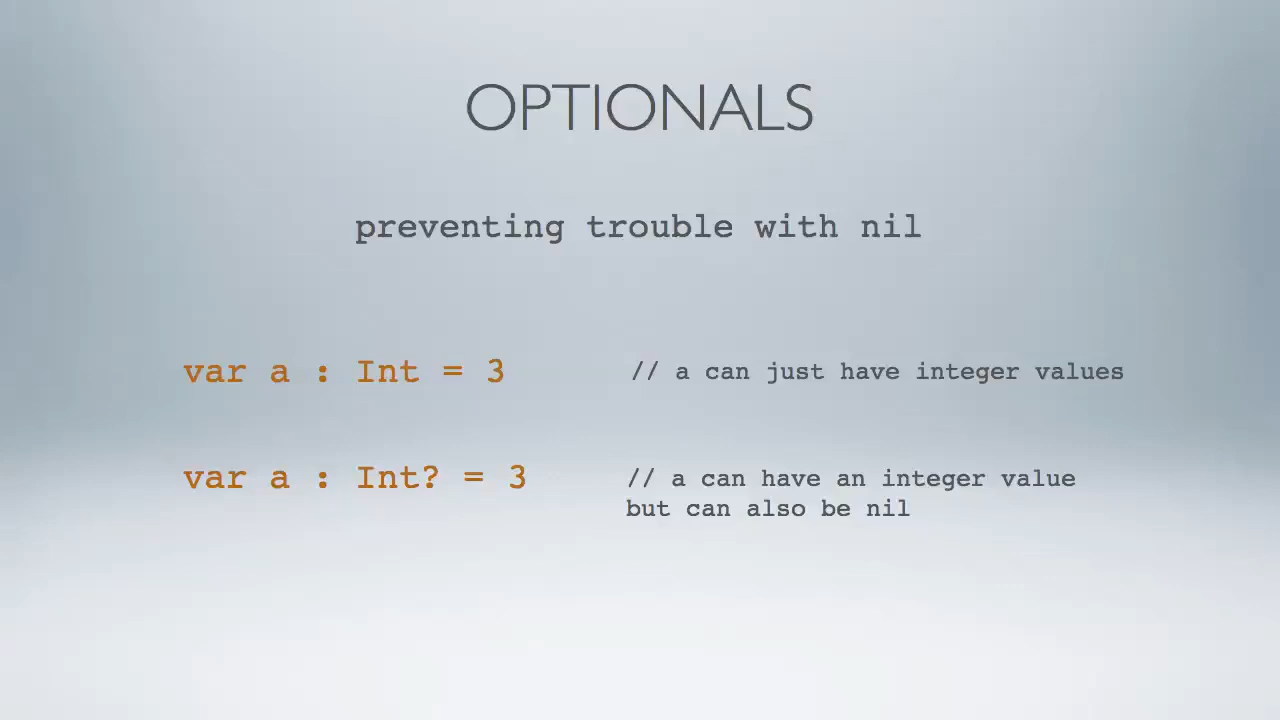 OPTIONALS
preventing trouble with nil
var a : Int = 3
// a can just have integer values
var a : Int? = 3
// a can have an integer value
but can also be nil